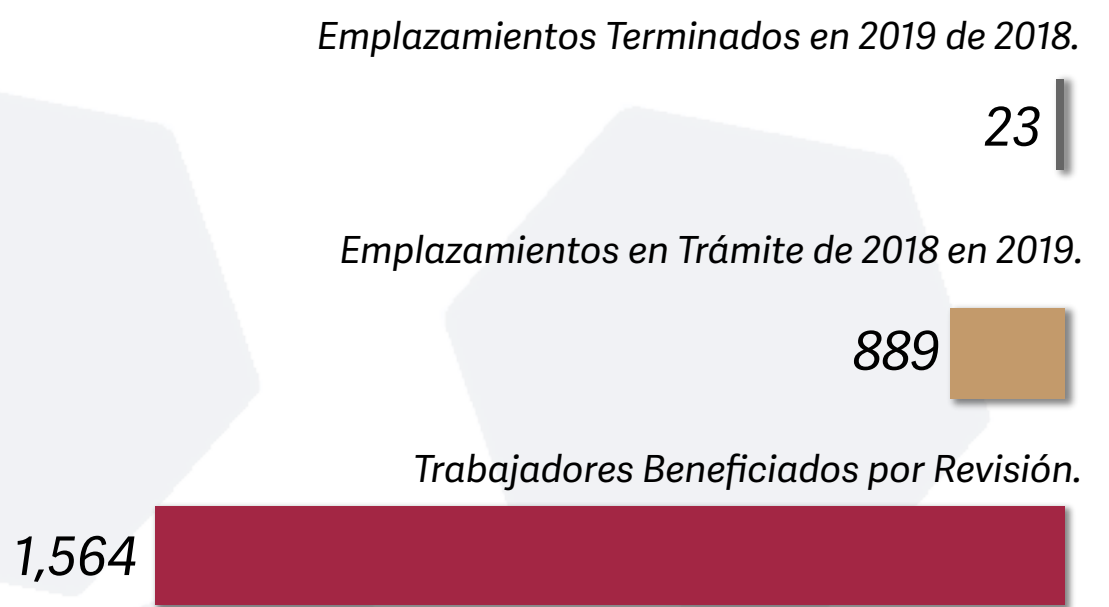 Emplazamientos Terminados en 2019 de 2018.
23
Emplazamientos en Trámite de 2018 en 2019.
889
Trabajadores Beneficiados por Revisión.
1,564